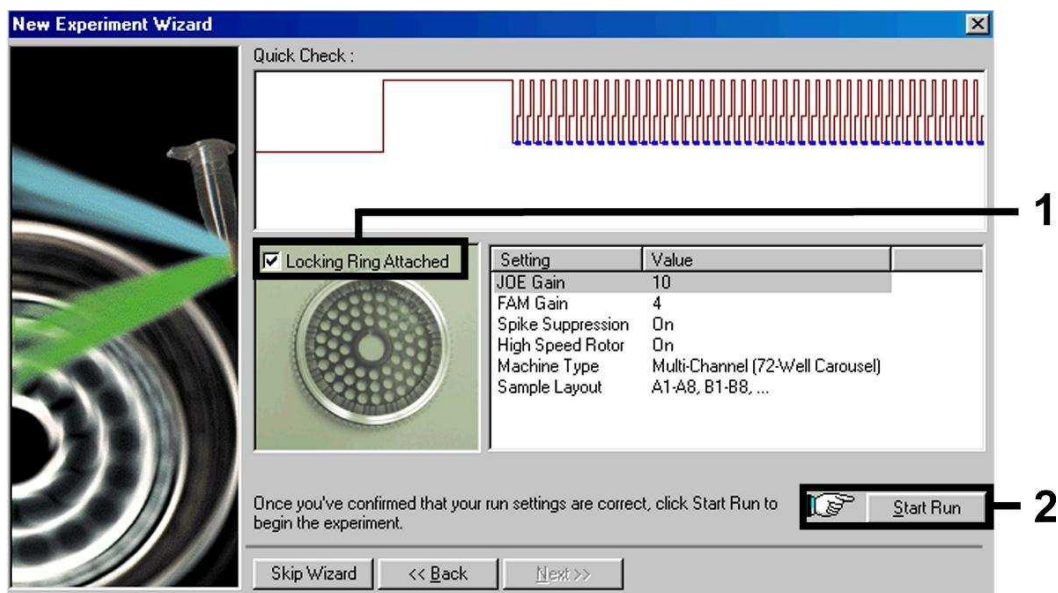 New Experiment Wizard
Quick Check :
1
Locking Ring Attached
Setting Value
JOE Gain 10
FAM Gain 4
Spike Suppression On
High Speed Rotor On
Machine Type Multi-Channel (72-Well Carousel)
Sample Layout A1-A8, B1-B8, ...
Once you've confirmed that your run settings are correct, click Start Run to
begin the experiment.
Start Run
2
Skip Wizard << Back Next >>